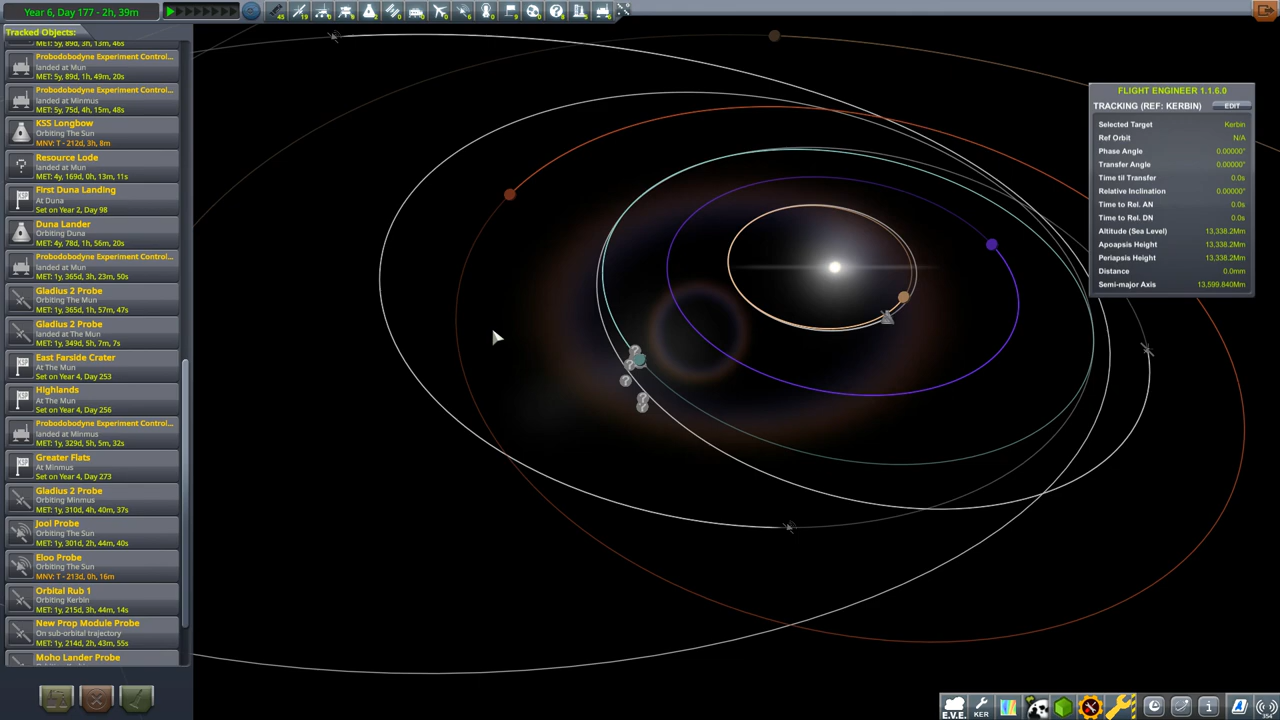 Year 6, Day 177 - 2h, 39m
45
19
Tracked Objects:
MET: 5y, 89d, 3h, 13m, 46s
Probodobodyne Experiment Control...
landed at Mun
MET: 5y, 89d, 1h, 49m, 20s
Probodobodyne Experiment Control...
landed at Minmus
MET: 5y, 75d, 4h, 15m, 48s
KSS Longbow
Orbiting The Sun
MNV: T - 212d, 3h, 8m
Resource Lode
landed at Mun
MET: 4y, 169d, 0h, 13m, 11s
First Duna Landing
At Duna
Set on Year 2, Day 98
Duna Lander
Orbiting Duna
MET: 4y, 78d, 1h, 56m, 20s
Probodobodyne Experiment Control...
landed at Mun
MET: 1y, 365d, 3h, 23m, 50s
Gladius 2 Probe
Orbiting The Mun
MET: 1y, 365d, 1h, 57m, 47s
Gladius 2 Probe
landed at The Mun
MET: 1y, 349d, 5h, 7m, 7s
East Farside Crater
At The Mun
Set on Year 4, Day 253
Highlands
At The Mun
Set on Year 4, Day 256
Probodobodyne Experiment Control...
landed at Minmus
MET: 1y, 329d, 5h, 5m, 32s
Greater Flats
At Minmus
Set on Year 4, Day 273
Gladius 2 Probe
Orbiting Minmus
MET: 1y, 310d, 4h, 40m, 37s
Jool Probe
Orbiting The Sun
MET: 1y, 301d, 2h, 44m, 40s
Eloo Probe
Orbiting The Sun
MNV: T - 213d, 0h, 16m
Orbital Rub 1
Orbiting Kerbin
MET: 1y, 215d, 3h, 44m, 14s
New Prop Module Probe
On sub-orbital trajectory
MET: 1y, 214d, 2h, 43m, 55s
Moho Lander Probe
FLIGHT ENGINEER 1.1.6.0
TRACKING (REF: KERBIN) EDIT
Selected Target Kerbin
Ref Orbit N/A
Phase Angle 0.00000°
Transfer Angle 0.00000°
Time til Transfer 0.0s
Relative Inclination 0.00000°
Time to Rel. AN 0.0s
Time to Rel. DN 0.0s
Altitude (Sea Level) 13,338.2Mm
Apoapsis Height 13,338.2Mm
Periapsis Height 13,338.2Mm
Distance 0.0mm
Semi-major Axis 13,599.840Mm
E.V.E. KER